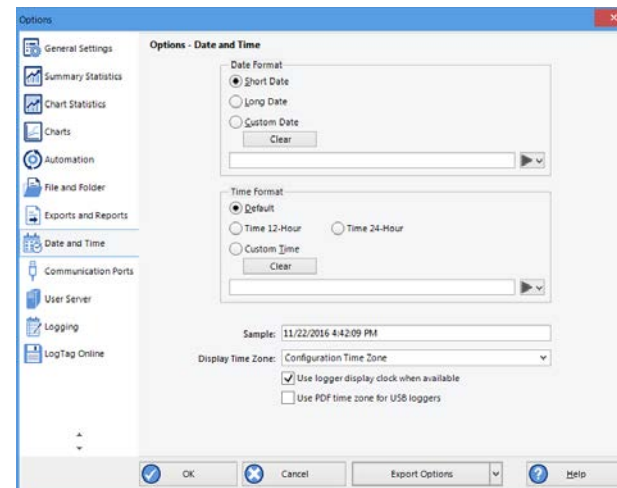 Options
General Settings
Summary Statistics
Chart Statistics
Charts
Automation
File and Folder
Exports and Reports
Date and Time
Communication Ports
User Server
Logging
LogTag Online
Options - Date and Time
Date Format
Short Date
Long Date
Custom Date
Clear
Time Format
Default
Time 12-Hour
Time 24-Hour
Custom Time
Clear
Sample: 11/22/2016 4:42:09 PM
Display Time Zone: Configuration Time Zone
Use logger display clock when available
Use PDF time zone for USB loggers
OK
Cancel
Export Options
Help